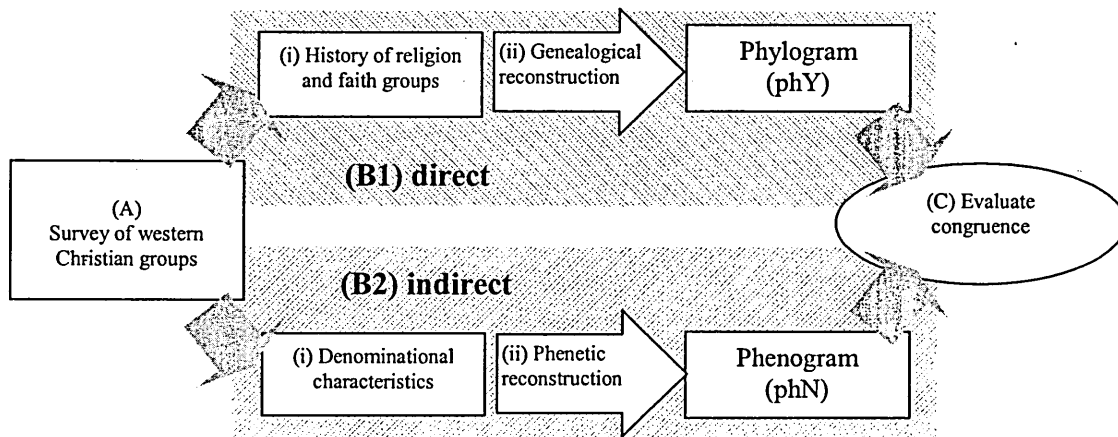 (i) History of religion
and faith groups
(ii) Genealogical
reconstruction
Phylogram
(phY)
(B1) direct
(A)
Survey of western
Christian groups
(C) Evaluate
congruence
(B2) indirect
(i) Denominational
characteristics
(ii) Phenetic
reconstruction
Phenogram
(phN)